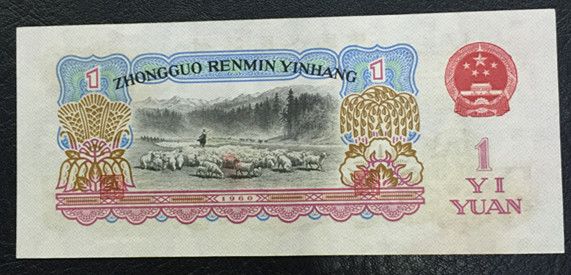 ZHONGGUO RENMIN YINHANG
1
1
1
YI
YUAN
1960